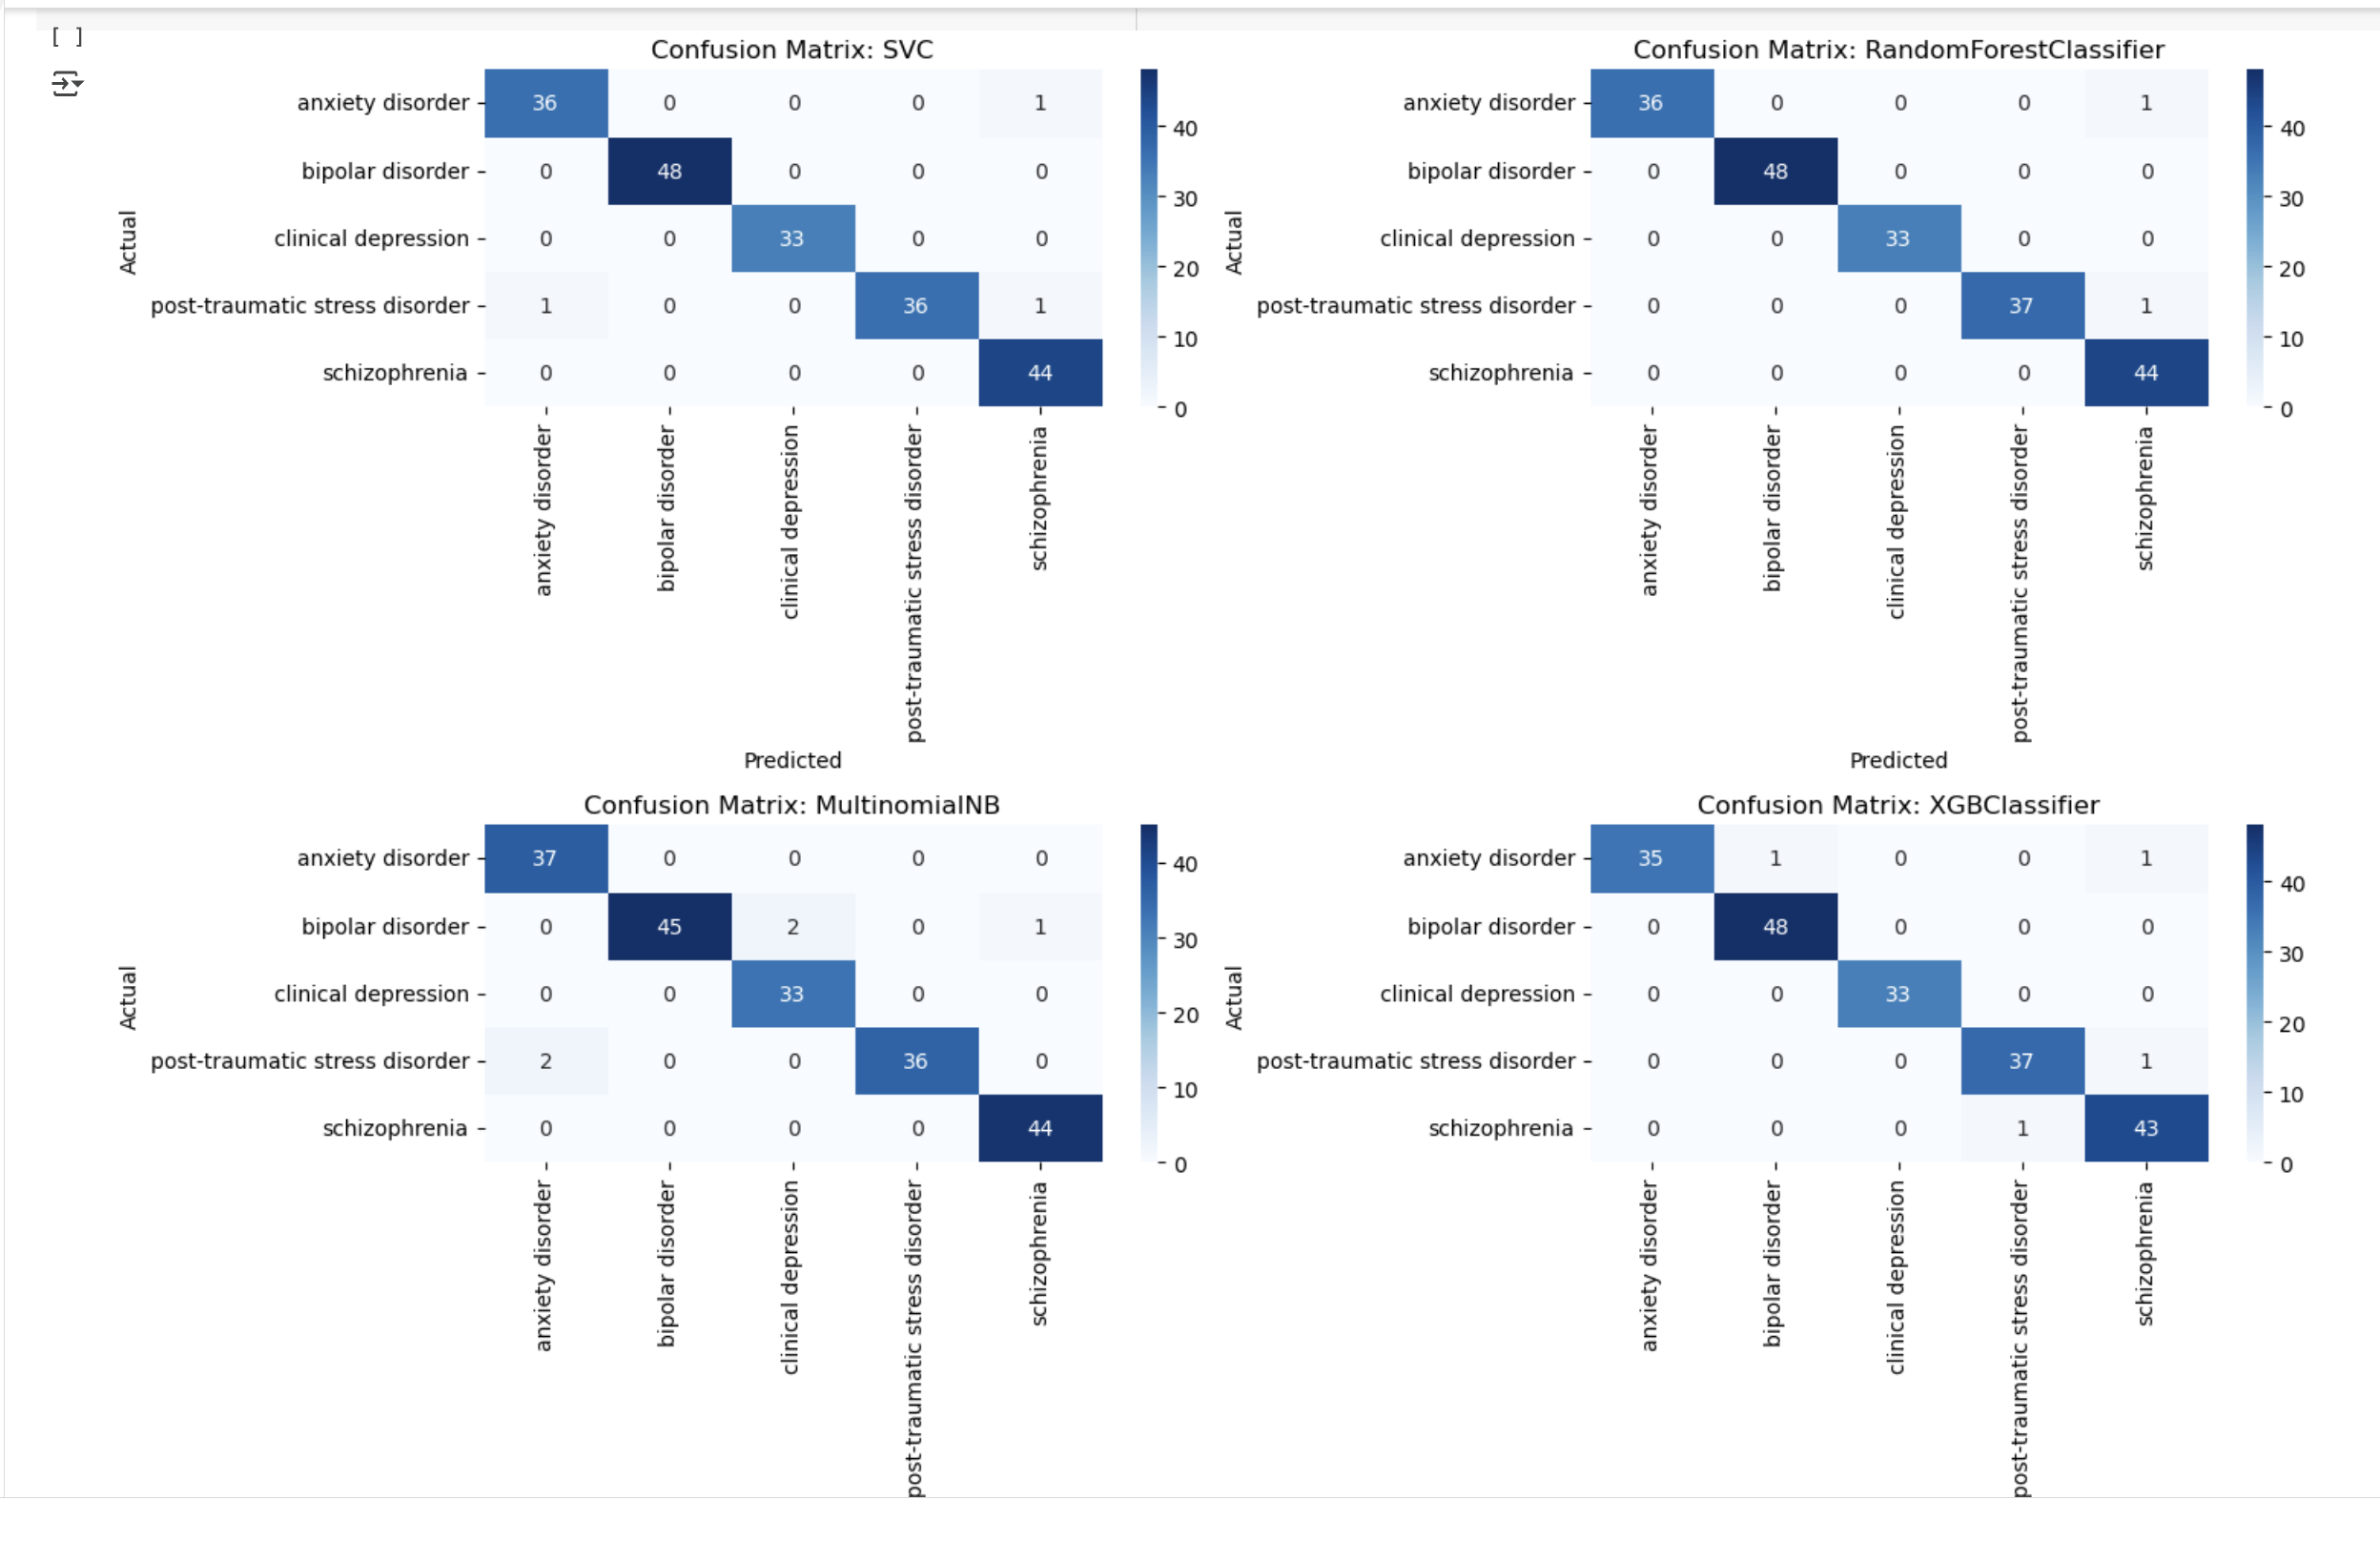 [ ]
Confusion Matrix: SVC
Actual
anxiety disorder 36 0 0 0 1
bipolar disorder 0 48 0 0 0
clinical depression 0 0 33 0 0
post-traumatic stress disorder 1 0 0 36 1
schizophrenia 0 0 0 0 44
40
30
20
10
0
anxiety disorder
bipolar disorder
clinical depression
post-traumatic stress disorder
schizophrenia
Predicted
Confusion Matrix: RandomForestClassifier
Actual
anxiety disorder 36 0 0 0 1
bipolar disorder 0 48 0 0 0
clinical depression 0 0 33 0 0
post-traumatic stress disorder 0 0 0 37 1
schizophrenia 0 0 0 0 44
40
30
20
10
0
anxiety disorder
bipolar disorder
clinical depression
post-traumatic stress disorder
schizophrenia
Predicted
Confusion Matrix: MultinomialNB
Actual
anxiety disorder 37 0 0 0 0
bipolar disorder 0 45 2 0 1
clinical depression 0 0 33 0 0
post-traumatic stress disorder 2 0 0 36 0
schizophrenia 0 0 0 0 44
40
30
20
10
0
anxiety disorder
bipolar disorder
clinical depression
post-traumatic stress disorder
schizophrenia
Confusion Matrix: XGBClassifier
Actual
anxiety disorder 35 1 0 0 1
bipolar disorder 0 48 0 0 0
clinical depression 0 0 33 0 0
post-traumatic stress disorder 0 0 0 37 1
schizophrenia 0 0 0 1 43
40
30
20
10
0
anxiety disorder
bipolar disorder
clinical depression
post-traumatic stress disorder
schizophrenia